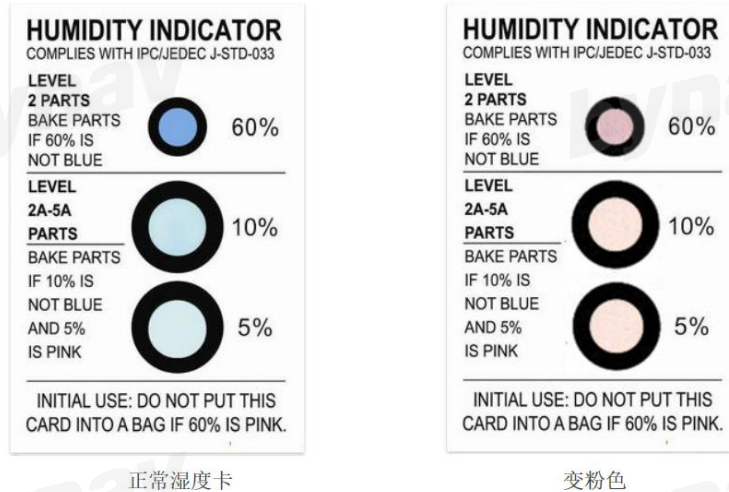 HUMIDITY INDICATOR
COMPLIES WITH IPC/JEDEC J-STD-033
LEVEL
2 PARTS
BAKE PARTS
IF 60% IS
NOT BLUE
60%
LEVEL
2A-5A
PARTS
BAKE PARTS
IF 10% IS
NOT BLUE
AND 5%
IS PINK
10%
5%
INITIAL USE: DO NOT PUT THIS
CARD INTO A BAG IF 60% IS PINK.
正常湿度卡
HUMIDITY INDICATOR
COMPLIES WITH IPC/JEDEC J-STD-033
LEVEL
2 PARTS
BAKE PARTS
IF 60% IS
NOT BLUE
60%
LEVEL
2A-5A
PARTS
BAKE PARTS
IF 10% IS
NOT BLUE
AND 5%
IS PINK
10%
5%
INITIAL USE: DO NOT PUT THIS
CARD INTO A BAG IF 60% IS PINK.
变粉色